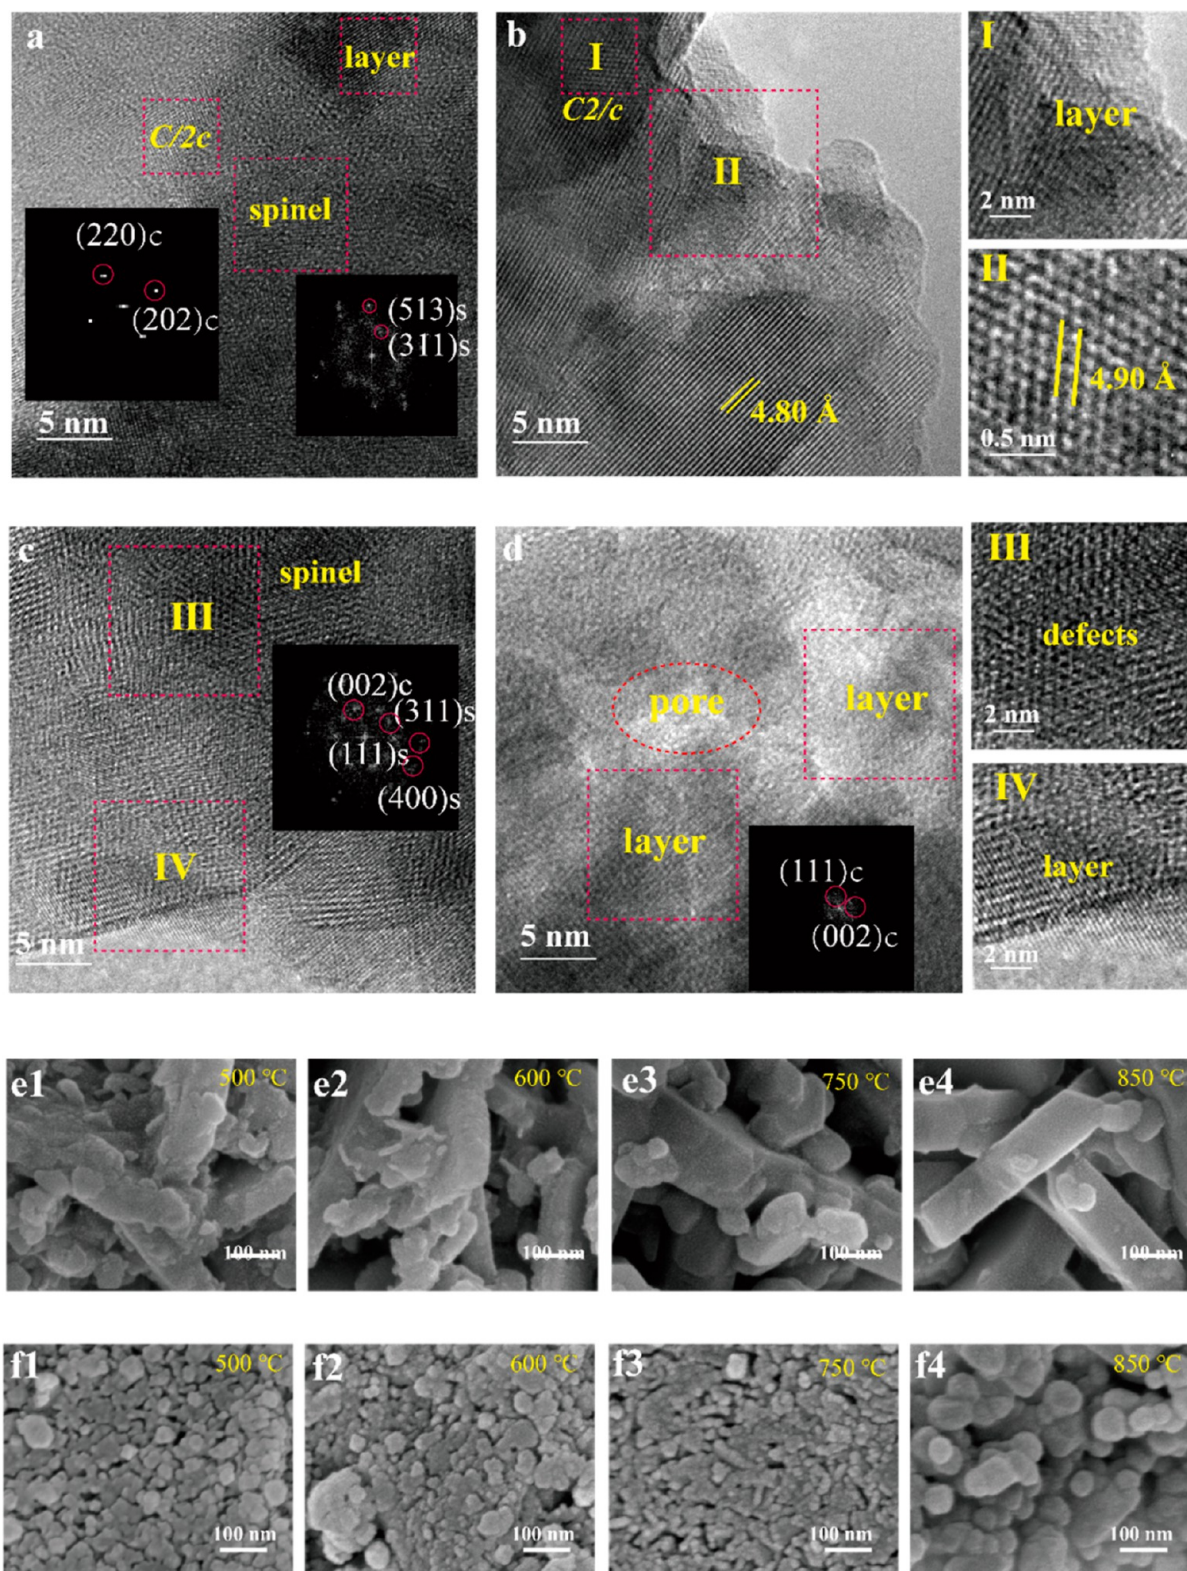 a
layer
C/2c
spinel
(220)c
(202)c
(513)s
(311)s
5 nm
b
I
C2/c
II
4.80 Å
5 nm
I
layer
2 nm
II
4.90 Å
0.5 nm
c
spinel
III
(002)c
(311)s
(111)s
(400)s
IV
5 nm
d
pore
layer
layer
(111)c
(002)c
5 nm
III
defects
2 nm
IV
layer
2 nm
e1 500 °C
100 nm
e2 600 °C
100 nm
e3 750 °C
100 nm
e4 850 °C
100 nm
f1 500 °C
100 nm
f2 600 °C
100 nm
f3 750 °C
100 nm
f4 850 °C
100 nm